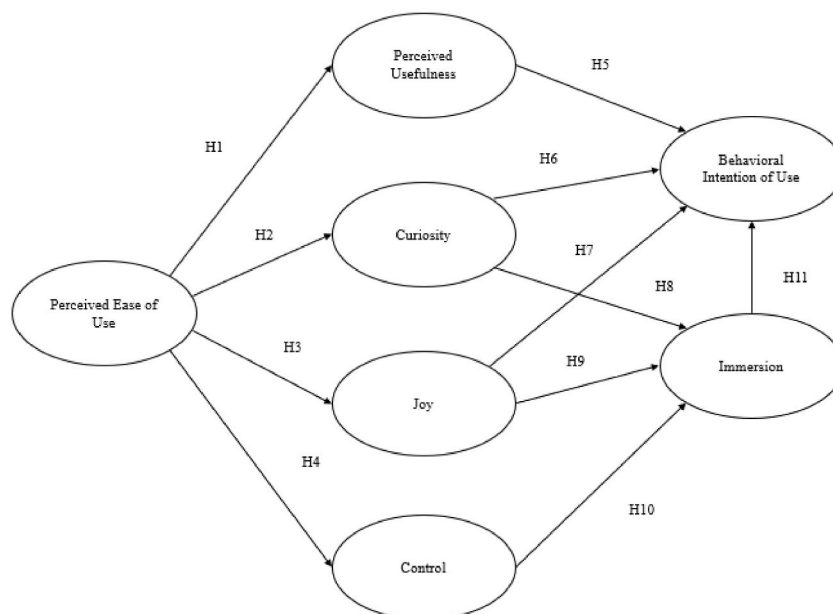 Perceived
Usefulness
H5
H1
H6
Behavioral
Intention of Use
H2
Curiosity
H7
H8
H11
Perceived Ease of
Use
H3
H9
Immersion
Joy
H4
H10
Control